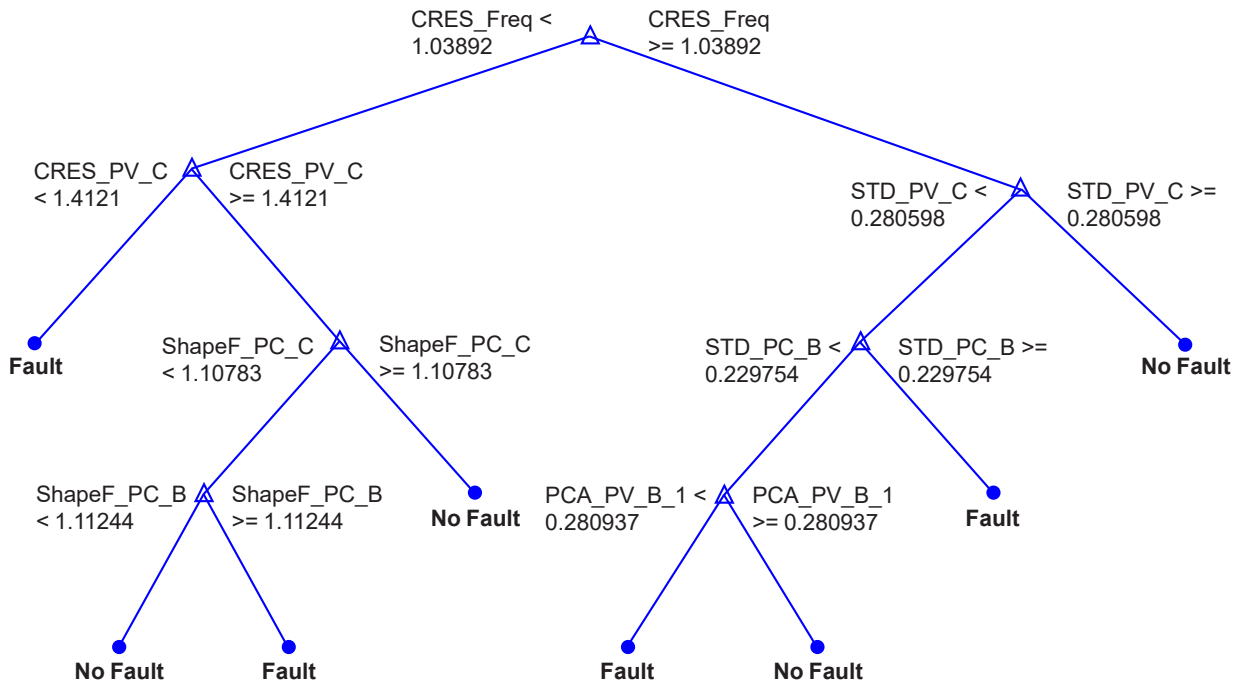 CRES_Freq <
1.03892
CRES_Freq
>= 1.03892
CRES_PV_C
< 1.4121
CRES_PV_C
>= 1.4121
STD_PV_C <
0.280598
STD_PV_C >=
0.280598
Fault
ShapeF_PC_C
< 1.10783
ShapeF_PC_C
>= 1.10783
STD_PC_B <
0.229754
STD_PC_B >=
0.229754
No Fault
ShapeF_PC_B
< 1.11244
ShapeF_PC_B
>= 1.11244
No Fault
PCA_PV_B_1 <
0.280937
PCA_PV_B_1
>= 0.280937
Fault
No Fault
Fault
Fault
No Fault